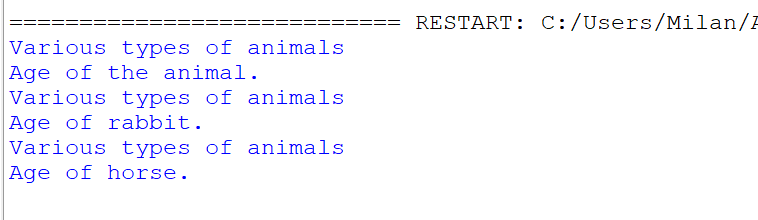 ============================ RESTART: C:/Users/Milan/
Various types of animals
Age of the animal.
Various types of animals
Age of rabbit.
Various types of animals
Age of horse.